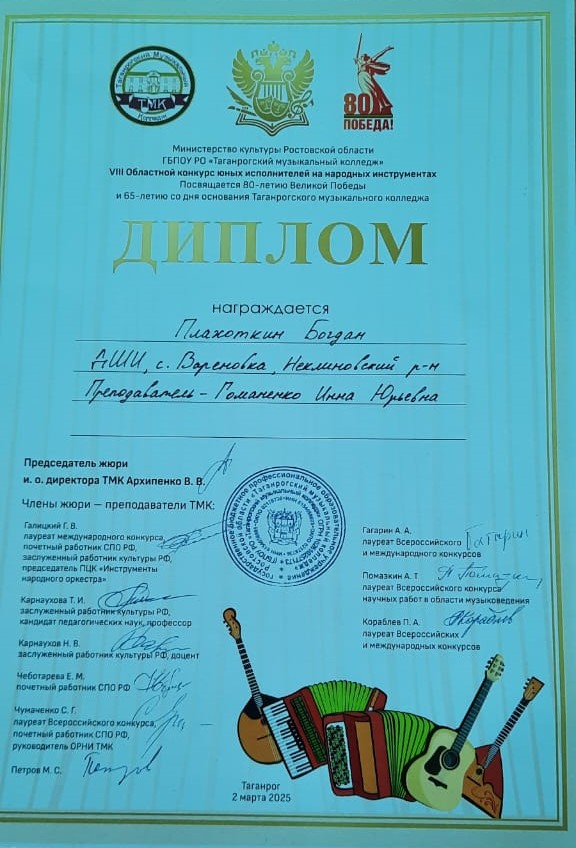 Таганрогский Музыкальный
ТМК
Колледж
80
ПОБЕДА!
Министерство культуры Ростовской области
ГБПОУ РО «Таганрогский музыкальный колледж»
VIII Областной конкурс юных исполнителей на народных инструментах
Посвящается 80-летию Великой Победы
и 65-летию со дня основания Таганрогского музыкального колледжа
ДИПЛОМ
награждается
Плахоткин Богдан
ДШИ, с. Вареновка, Неклиновский р-н
Преподаватель – Гоманенко Инна Юрьевна
Председатель жюри
и. о. директора ТМК Архипенко В. В.
Члены жюри — преподаватели ТМК:
Галицкий Г. В.
лауреат международного конкурса,
почетный работник СПО РФ,
заслуженный работник культуры РФ,
председатель ПЦК «Инструменты
народного оркестра»
Карнаухова Т. И.
заслуженный работник культуры РФ,
кандидат педагогических наук, профессор
Карнаухов Н. В.
заслуженный работник культуры РФ, доцент
Чеботарева Е. М.
почетный работник СПО РФ
Чумаченко С. Г.
лауреат Всероссийского конкурса,
почетный работник СПО РФ,
руководитель ОРНИ ТМК
Петров М. С.
Гагарин А. А.
лауреат Всероссийского
и международного конкурсов
Гагарин
Помазкин А. Т.
лауреат Всероссийского конкурса
научных работ в области музыковедения
Кораблев П. А.
лауреат Всероссийских
и международных конкурсов
Таганрог
2 марта 2025